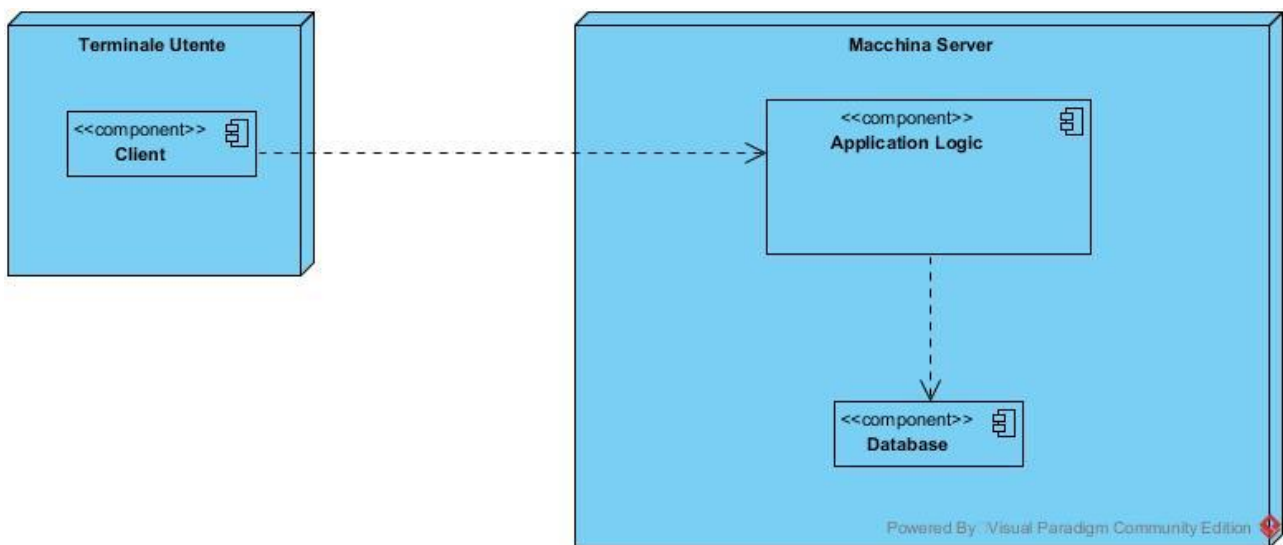 Terminale Utente
<<component>>
Client
Macchina Server
<<component>>
Application Logic
<<component>>
Database
Powered By Visual Paradigm Community Edition